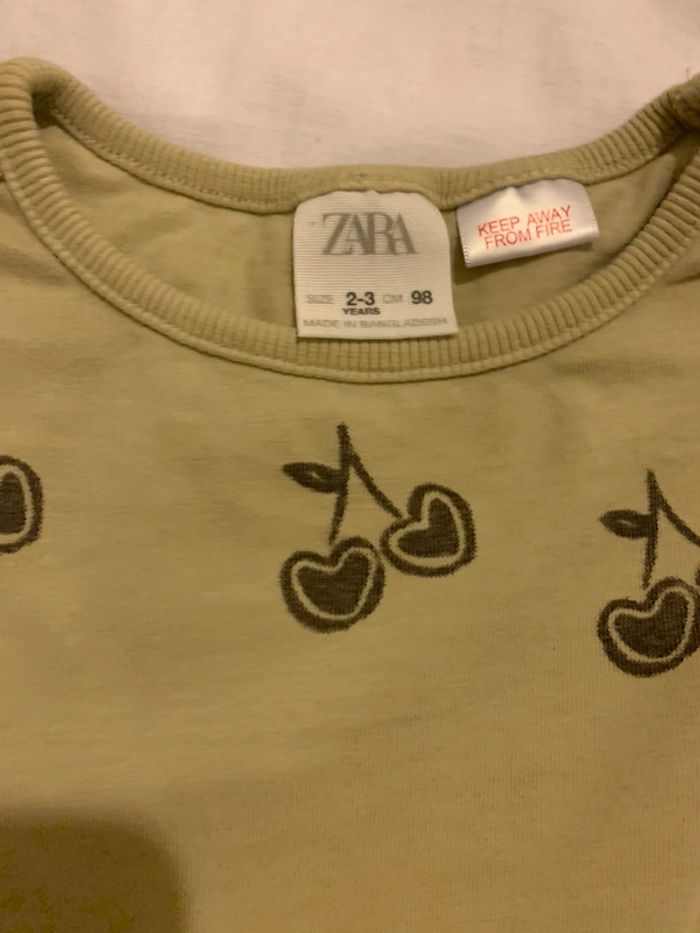 ZARA
SIZE 2-3 CM 98
YEARS
MADE IN BANGLADESH
KEEP AWAY
FROM FIRE